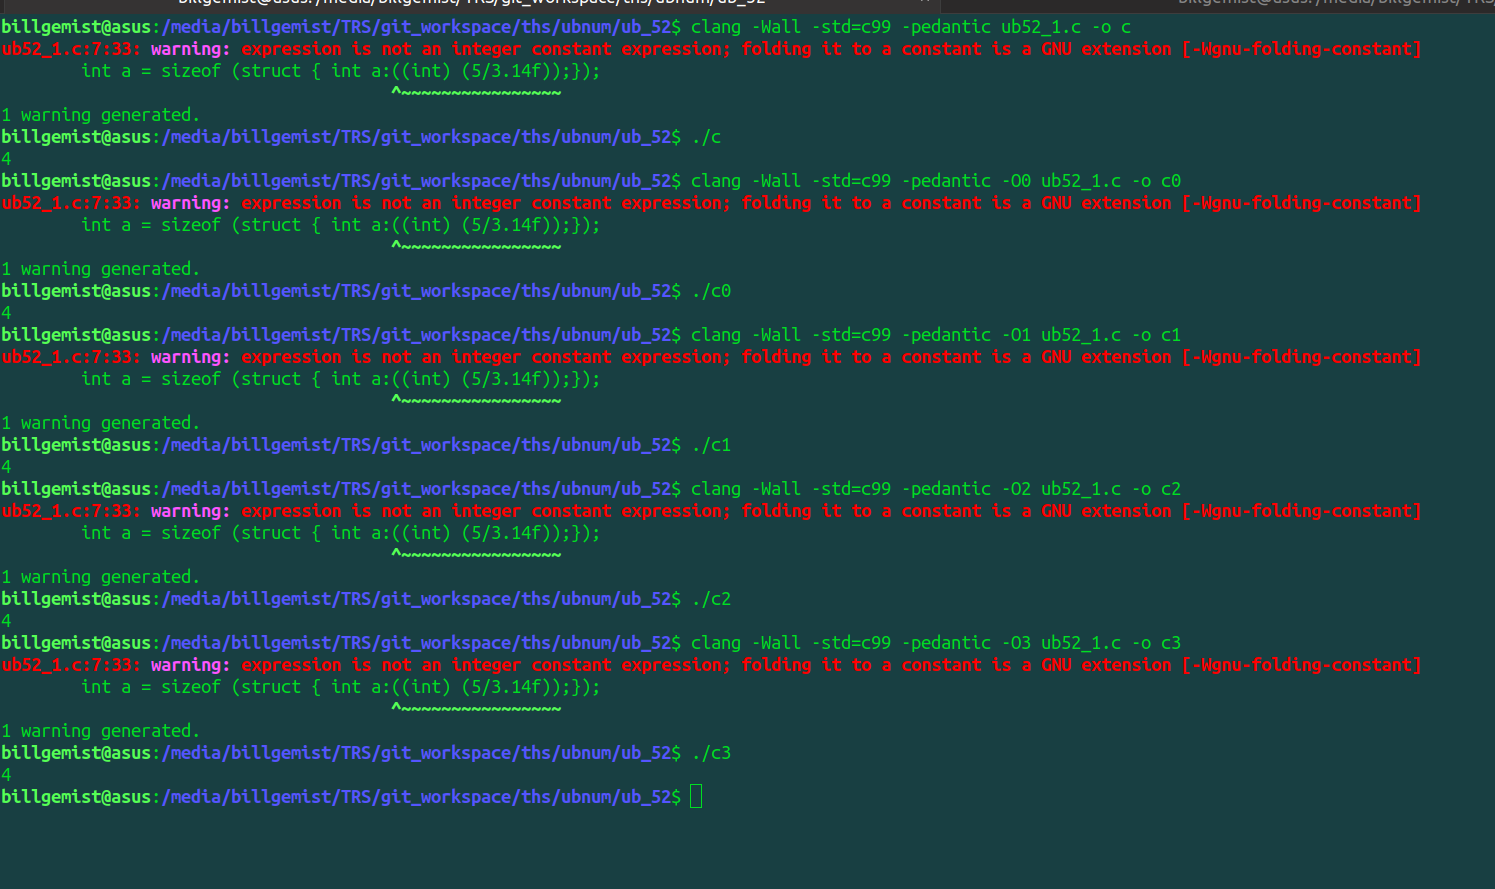 billgemist@asus:/media/billgemist/TRS/git_workspace/ths/ubnum/ub_52$ clang -Wall -std=c99 -pedantic ub52_1.c -o c
ub52_1.c:7:33: warning: expression is not an integer constant expression; folding it to a constant is a GNU extension [-Wgnu-folding-constant]
        int a = sizeof (struct { int a:((int) (5/3.14f));});
                                       ^~~~~~~~~~~~~~~~~
1 warning generated.
billgemist@asus:/media/billgemist/TRS/git_workspace/ths/ubnum/ub_52$ ./c
4
billgemist@asus:/media/billgemist/TRS/git_workspace/ths/ubnum/ub_52$ clang -Wall -std=c99 -pedantic -O0 ub52_1.c -o c0
ub52_1.c:7:33: warning: expression is not an integer constant expression; folding it to a constant is a GNU extension [-Wgnu-folding-constant]
        int a = sizeof (struct { int a:((int) (5/3.14f));});
                                       ^~~~~~~~~~~~~~~~~
1 warning generated.
billgemist@asus:/media/billgemist/TRS/git_workspace/ths/ubnum/ub_52$ ./c0
4
billgemist@asus:/media/billgemist/TRS/git_workspace/ths/ubnum/ub_52$ clang -Wall -std=c99 -pedantic -O1 ub52_1.c -o c1
ub52_1.c:7:33: warning: expression is not an integer constant expression; folding it to a constant is a GNU extension [-Wgnu-folding-constant]
        int a = sizeof (struct { int a:((int) (5/3.14f));});
                                       ^~~~~~~~~~~~~~~~~
1 warning generated.
billgemist@asus:/media/billgemist/TRS/git_workspace/ths/ubnum/ub_52$ ./c1
4
billgemist@asus:/media/billgemist/TRS/git_workspace/ths/ubnum/ub_52$ clang -Wall -std=c99 -pedantic -O2 ub52_1.c -o c2
ub52_1.c:7:33: warning: expression is not an integer constant expression; folding it to a constant is a GNU extension [-Wgnu-folding-constant]
        int a = sizeof (struct { int a:((int) (5/3.14f));});
                                       ^~~~~~~~~~~~~~~~~
1 warning generated.
billgemist@asus:/media/billgemist/TRS/git_workspace/ths/ubnum/ub_52$ ./c2
4
billgemist@asus:/media/billgemist/TRS/git_workspace/ths/ubnum/ub_52$ clang -Wall -std=c99 -pedantic -O3 ub52_1.c -o c3
ub52_1.c:7:33: warning: expression is not an integer constant expression; folding it to a constant is a GNU extension [-Wgnu-folding-constant]
        int a = sizeof (struct { int a:((int) (5/3.14f));});
                                       ^~~~~~~~~~~~~~~~~
1 warning generated.
billgemist@asus:/media/billgemist/TRS/git_workspace/ths/ubnum/ub_52$ ./c3
4
billgemist@asus:/media/billgemist/TRS/git_workspace/ths/ubnum/ub_52$